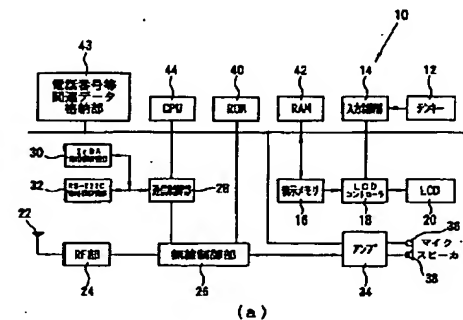 10
43
電話番号等
関連データ
格納部
44
CPU
40
ROM
42
RAM
14
入力制御部
12
テンキー
30
IrDA
32
RS-232C
28
22
RF部
24
無線制御部
26
表示メモリ
16
LCD
コントローラ
18
LCD
20
アンプ
34
36
マイク
スピーカ
38
(a)